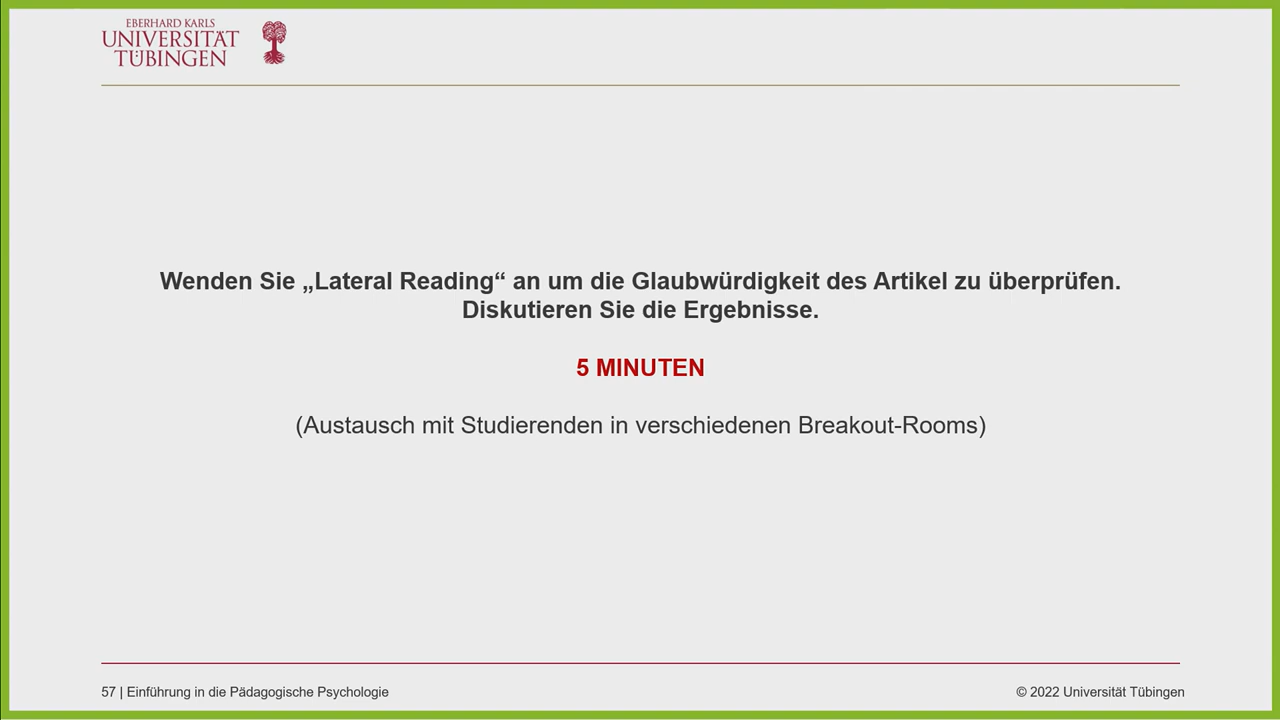 EBERHARD KARLS
UNIVERSITÄT
TÜBINGEN
Wenden Sie „Lateral Reading“ an um die Glaubwürdigkeit des Artikel zu überprüfen.
Diskutieren Sie die Ergebnisse.
5 MINUTEN
(Austausch mit Studierenden in verschiedenen Breakout-Rooms)
57 | Einführung in die Pädagogische Psychologie
© 2022 Universität Tübingen